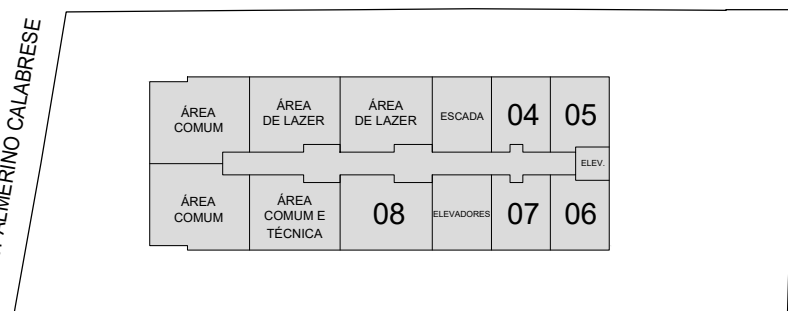 PALMERINO CALABRESE
ÁREA
COMUM
ÁREA
DE LAZER
ÁREA
DE LAZER
ESCADA
04
05
ELEV.
ÁREA
COMUM
ÁREA
COMUM E
TÉCNICA
08
ELEVADORES
07
06